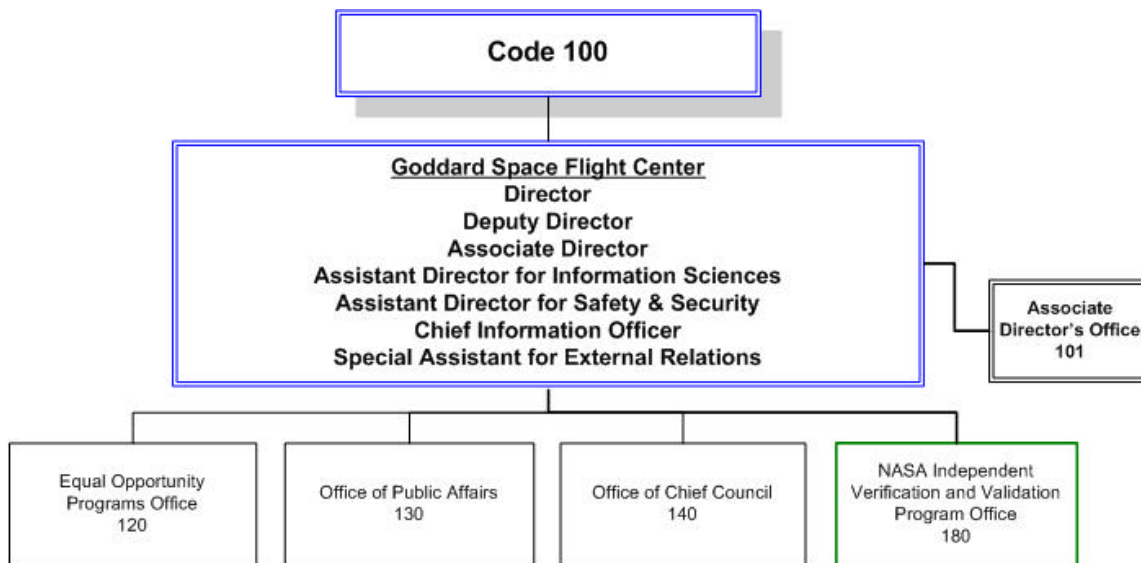 Code 100
Goddard Space Flight Center
Director
Deputy Director
Associate Director
Assistant Director for Information Sciences
Assistant Director for Safety & Security
Chief Information Officer
Special Assistant for External Relations
Associate
Director's Office
101
Equal Opportunity
Programs Office
120
Office of Public Affairs
130
Office of Chief Council
140
NASA Independent
Verification and Validation
Program Office
180